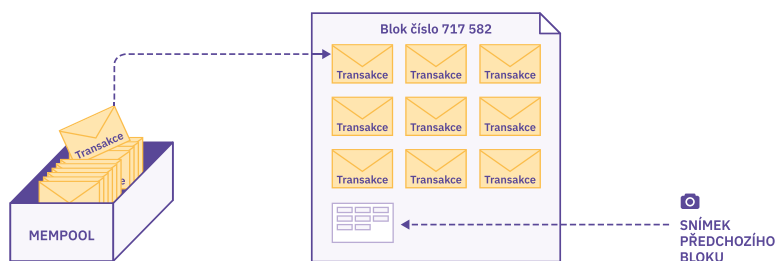 Blok číslo 717 582
Transakce Transakce Transakce
Transakce Transakce Transakce
Transakce Transakce Transakce
Transakce
MEMPOOL
SNÍMEK
PŘEDCHOZÍHO
BLOKU